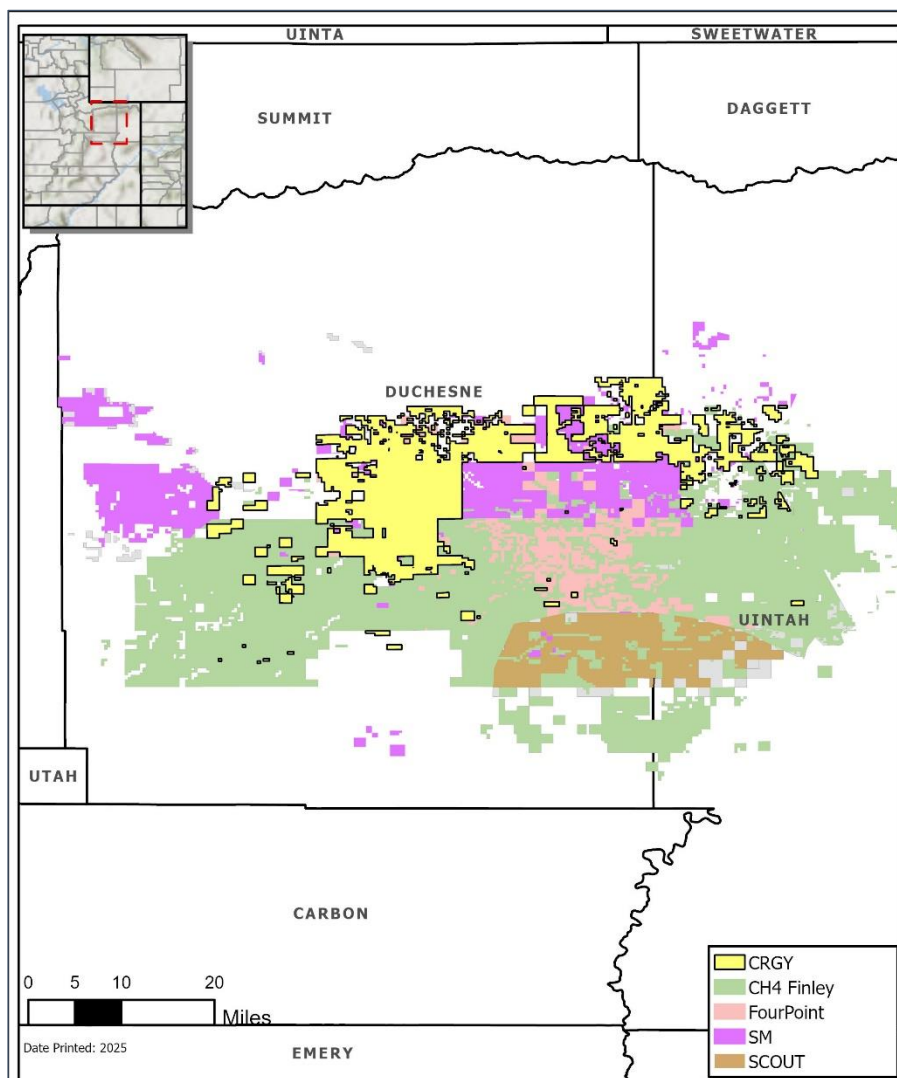 UINTA
SWEETWATER
SUMMIT
DAGGETT
DUCHESNE
UINTAH
UTAH
CARBON
0 5 10 20
Miles
Date Printed: 2025
EMERY
CRGY
CH4 Finley
FourPoint
SM
SCOUT